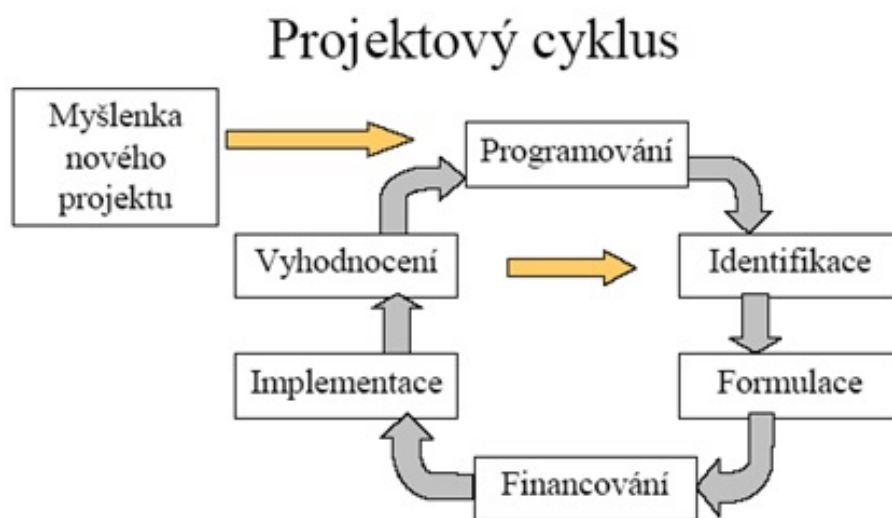 Projektový cyklus
Myšlenka
nového
projektu
Programování
Vyhodnocení
Identifikace
Implementace
Formulace
Financování